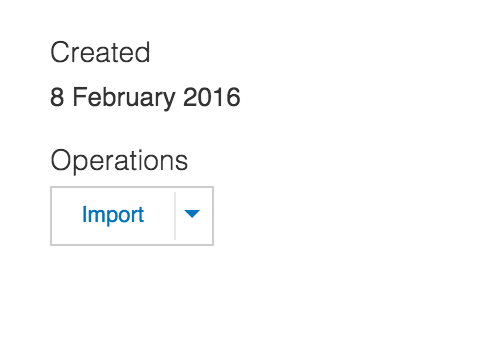 Created
8 February 2016
Operations
Import